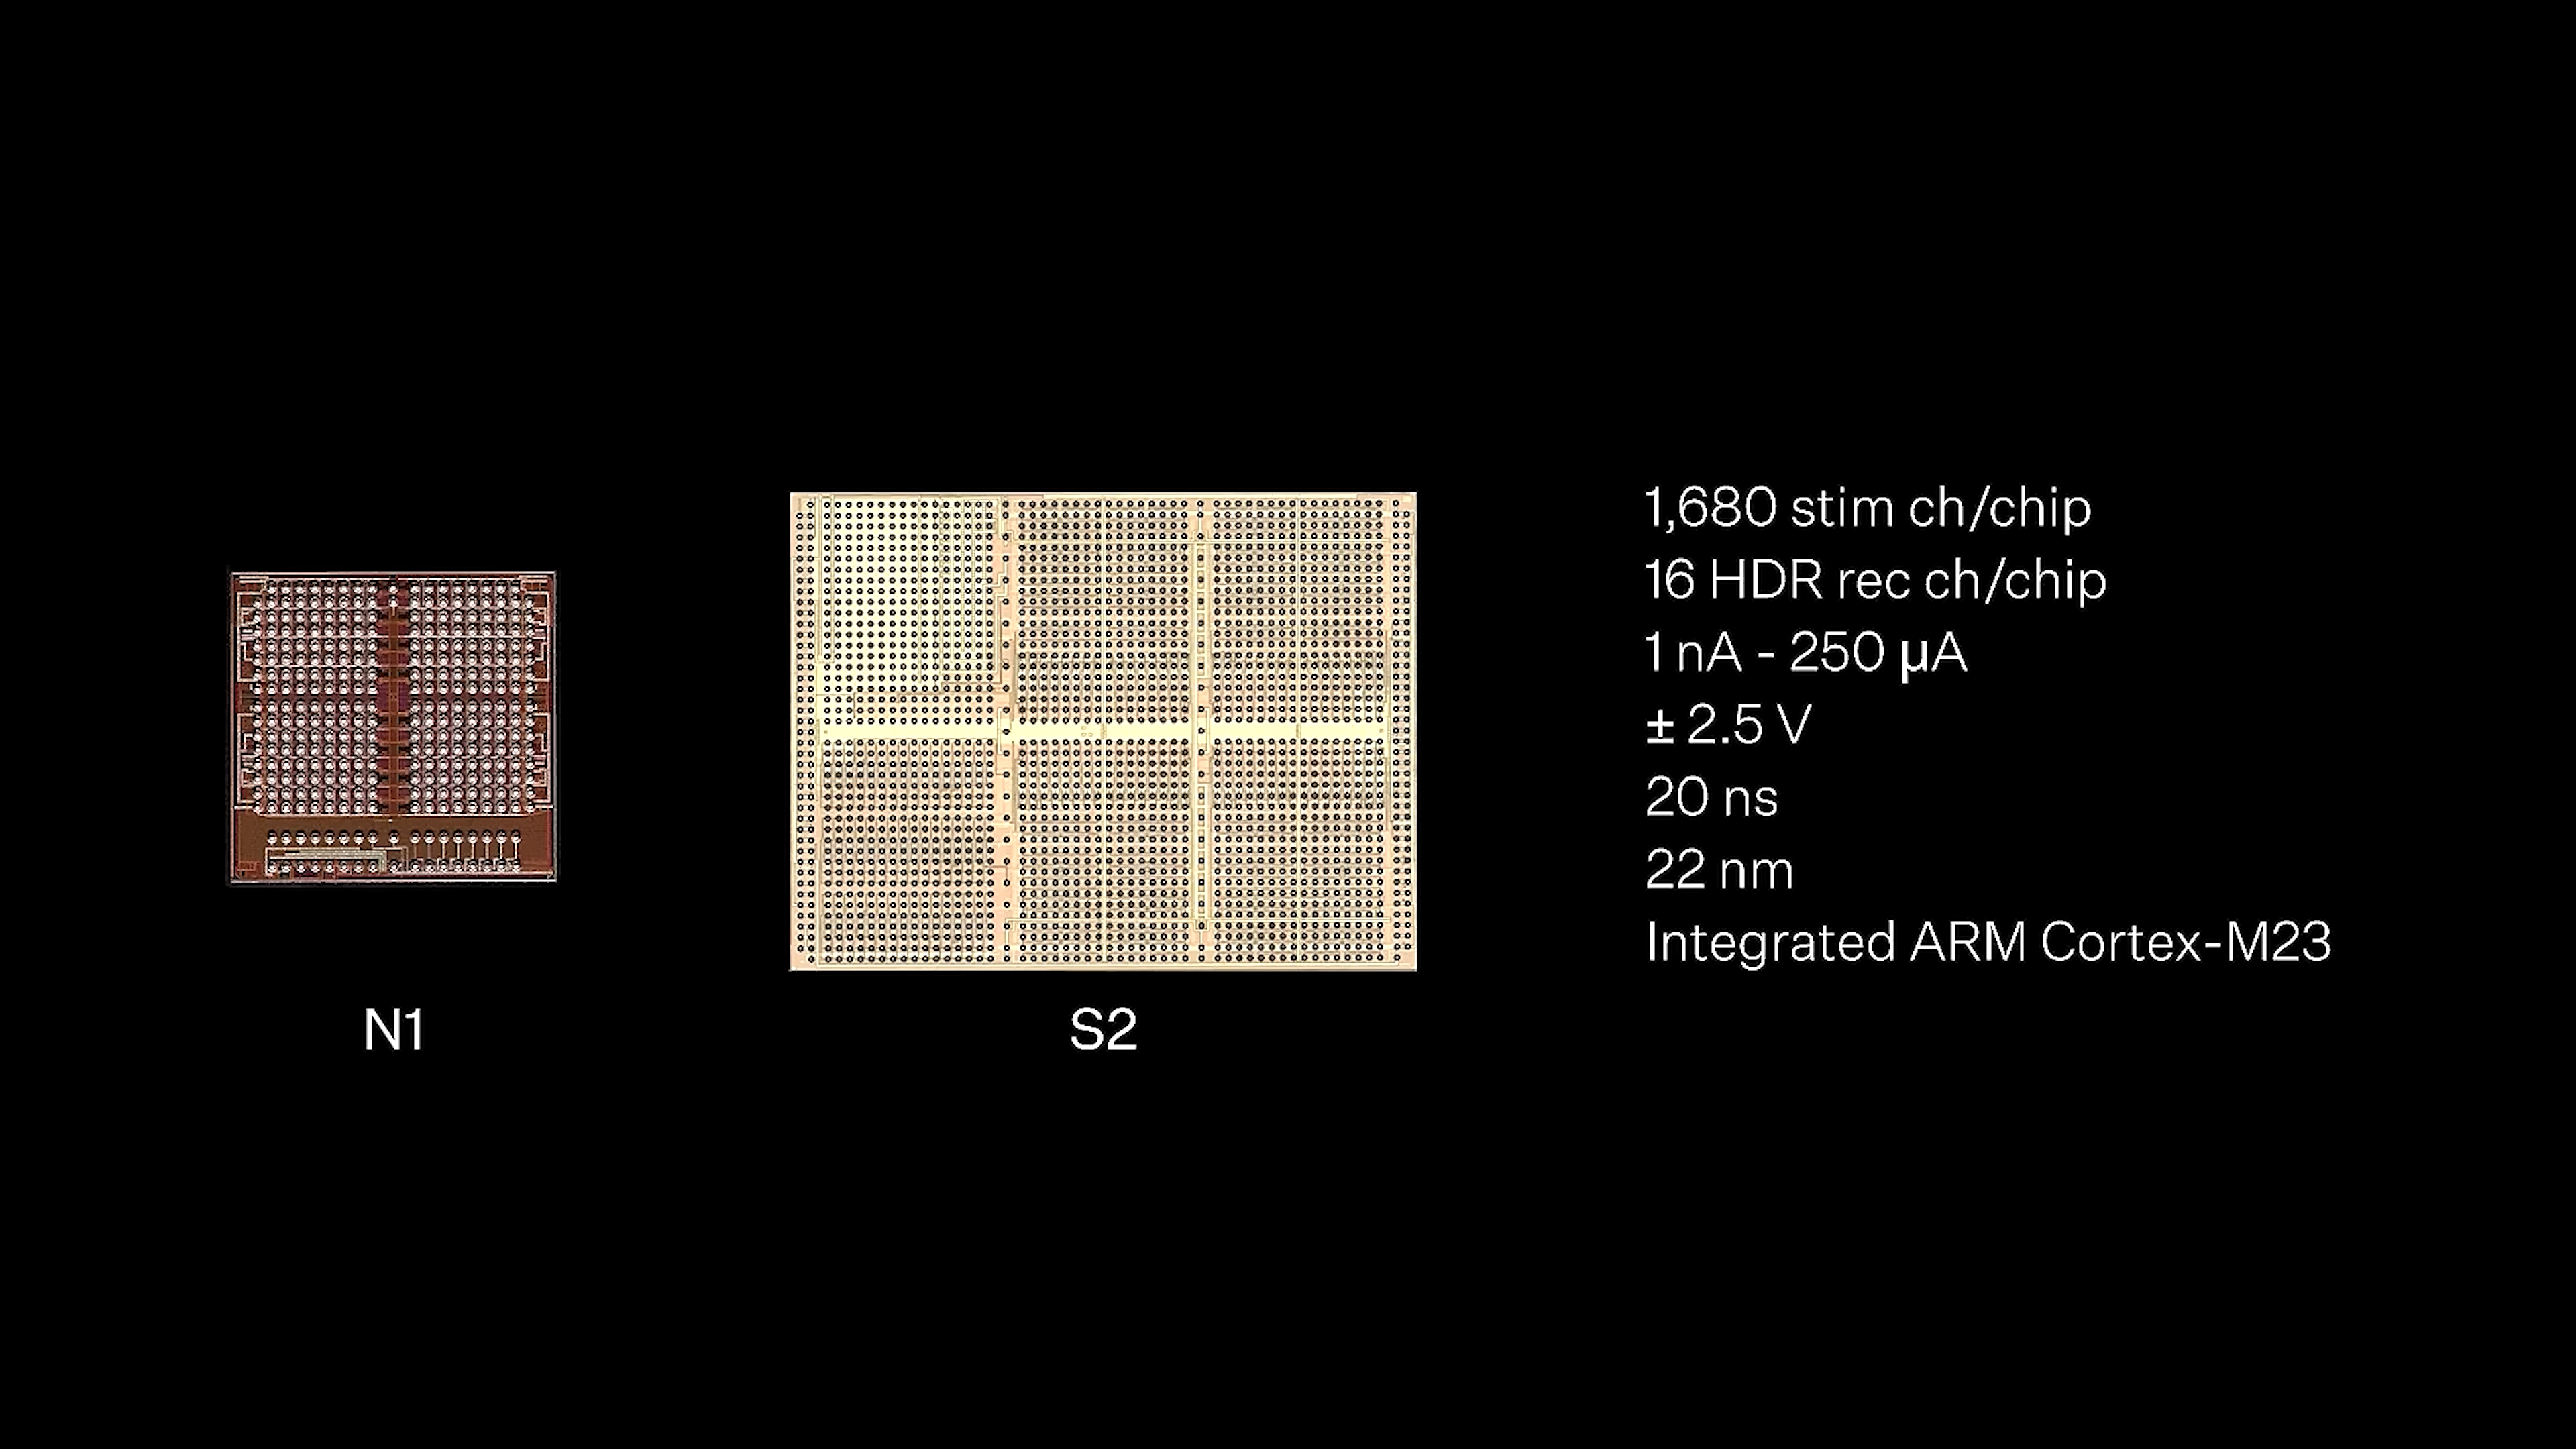 1,680 stim ch/chip
16 HDR rec ch/chip
1 nA - 250 µA
± 2.5 V
20 ns
22 nm
Integrated ARM Cortex-M23
N1
S2